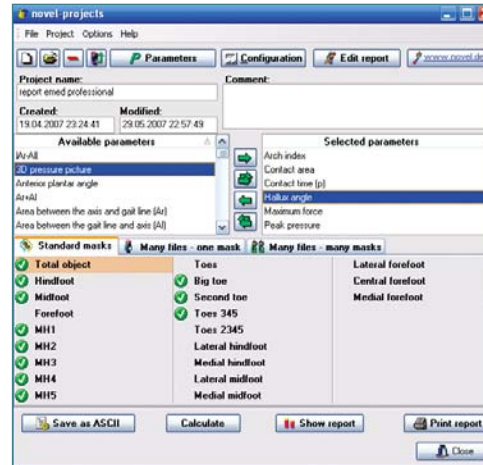 novel-projects
File Project Options Help
Parameters Configuration Edit report www.novel.de
Project name: Comment:
report emed professional
Created: Modified:
19.04.2007 23:24:41 29.05.2007 22:57:49
Available parameters Selected parameters
|Ar-Al|
3D pressure picture
Anterior plantar angle
Ar+Al
Area between the axis and gait line (Ar)
Area between the gait line and axis (Al)
Arch index
Contact area
Contact time (p)
Hallux angle
Maximum force
Peak pressure
Standard masks Many files - one mask Many files - many masks
Total object Toes Lateral forefoot
Hindfoot Big toe Central forefoot
Midfoot Second toe Medial forefoot
Forefoot Toes 345
MH1 Toes 2345
MH2 Lateral hindfoot
MH3 Medial hindfoot
MH4 Lateral midfoot
MH5 Medial midfoot
Save as ASCII Calculate Show report Print report
Close